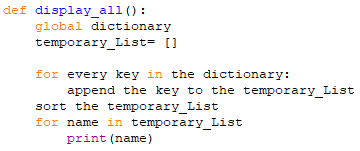 def display_all():
    global dictionary
    temporary_List= []

    for every key in the dictionary:
        append the key to the temporary_List
    sort the temporary_List
    for name in temporary_List
        print(name)